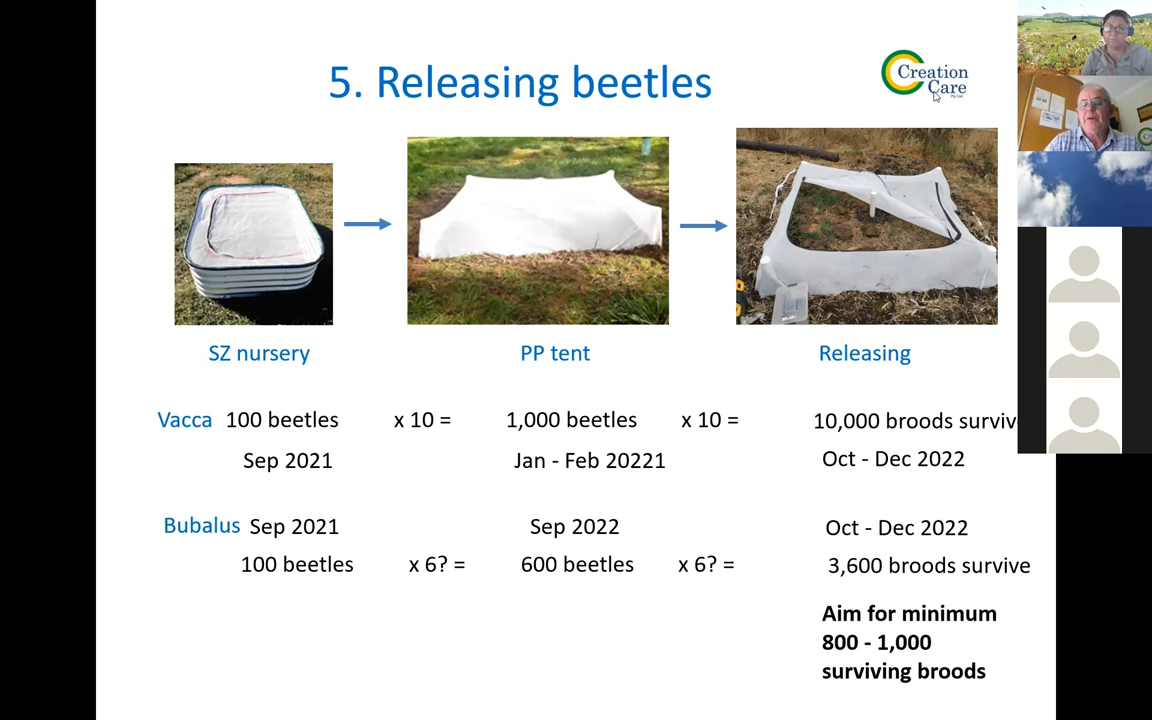 5. Releasing beetles
Creation
Care
Pty Ltd
SZ nursery
PP tent
Releasing
Vacca 100 beetles x 10 = 1,000 beetles x 10 = 10,000 broods surviv
Sep 2021 Jan - Feb 20221 Oct - Dec 2022
Bubalus Sep 2021 Sep 2022 Oct - Dec 2022
100 beetles x 6? = 600 beetles x 6? = 3,600 broods survive
Aim for minimum
800 - 1,000
surviving broods